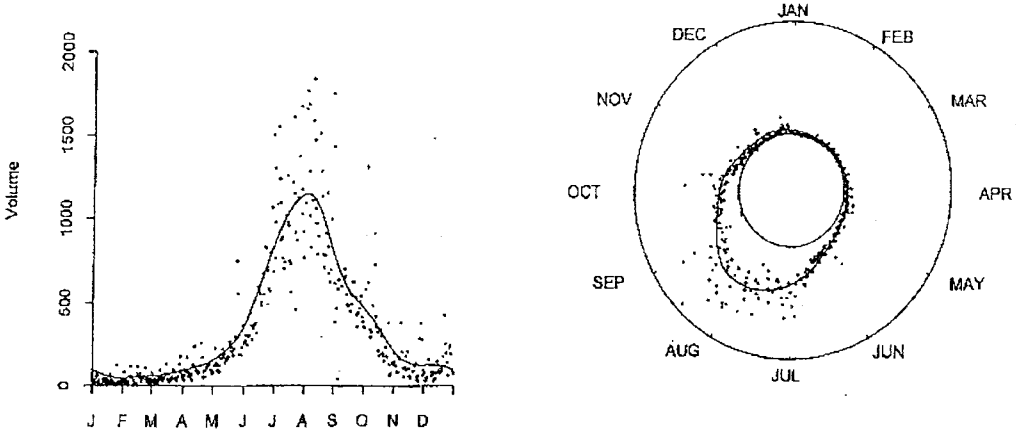 Volume
2000
1500
1000
500
0
J F M A M J J A S O N D
JAN
FEB
MAR
APR
MAY
JUN
JUL
AUG
SEP
OCT
NOV
DEC